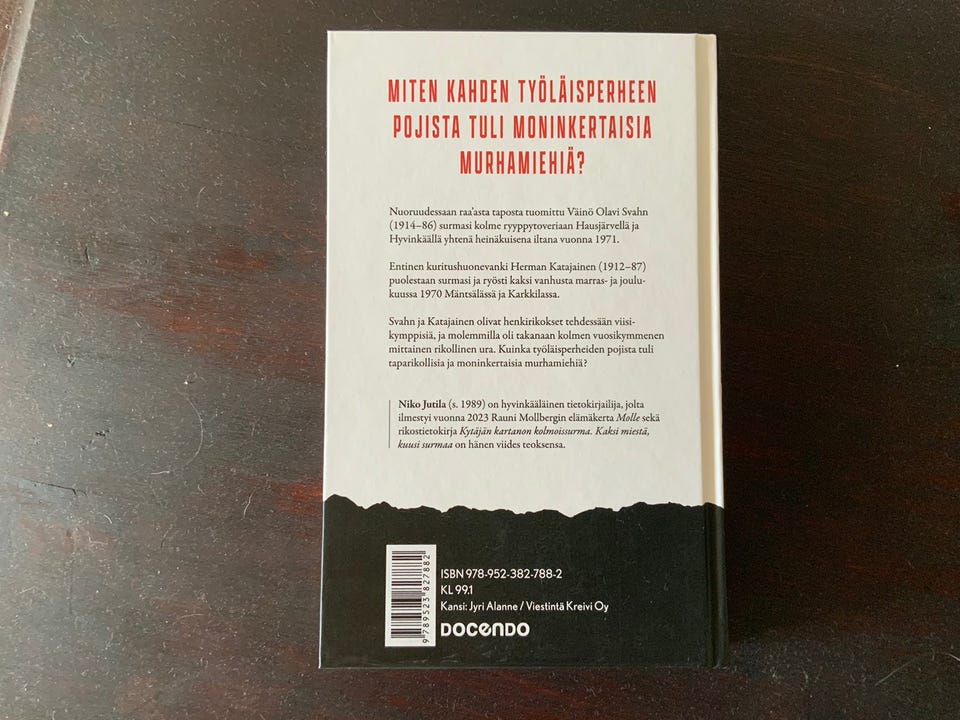 MITEN KAHDEN TYÖLÄISPERHEEN
POJISTA TULI MONINKERTAISIA
MURHAMIEHIÄ?
Nuoruudessaan raa'asta taposta tuomittu Väinö Olavi Svahn
(1914–86) surmasi kolme ryyppytoveriaan Hausjärvellä ja
Hyvinkäällä yhtenä heinäkuisena iltana vuonna 1971.
Entinen kuritushuonevanki Herman Katajainen (1912–87)
puolestaan surmasi ja ryösti kaksi vanhusta marras- ja joulu-
kuussa 1970 Mäntsälässä ja Karkkilassa.
Svahn ja Katajainen olivat henkirikokset tehdessään viisi-
kymppisiä, ja molemmilla oli takanaan kolmen vuosikymmenen
mittainen rikollinen ura. Kuinka työläisperheiden pojista tuli
taparikollisia ja moninkertaisia murhamiehiä?
Niko Jutila (s. 1989) on hyvinkääläinen tietokirjailija, jolta
ilmestyi vuonna 2023 Rauni Mollbergin elämäkerta Molle sekä
rikostietokirja Kytäjän kartanon kolmoissurma. Kaksi miestä,
kuusi surmaa on hänen viides teoksensa.
ISBN 978-952-382-788-2
KL 99.1
Kansi: Jyri Alanne / Viestintä Kreivi Oy
DOCENDO
9 789523 827882